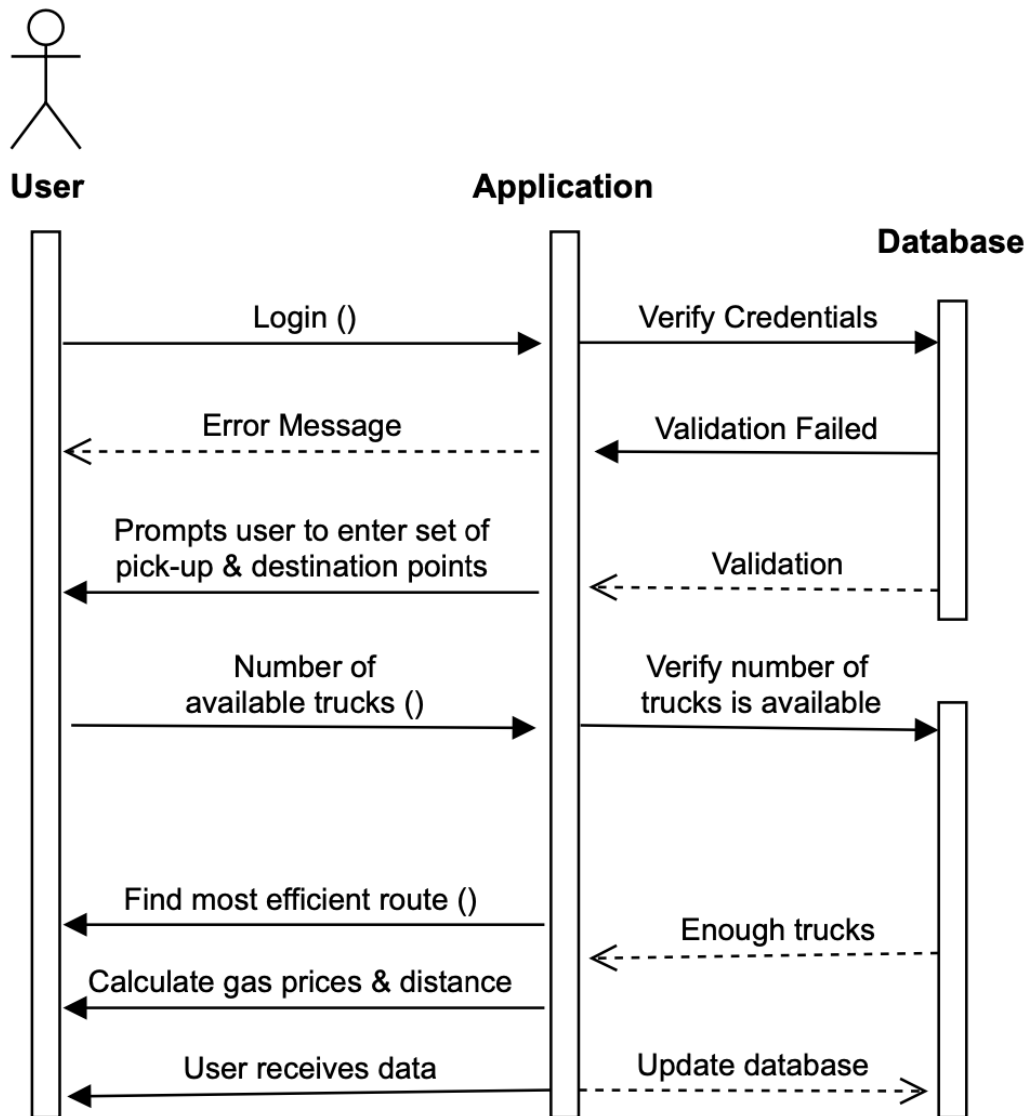 User
Application
Database
Login ()
Verify Credentials
Error Message
Validation Failed
Prompts user to enter set of
pick-up & destination points
Validation
Number of
available trucks ()
Verify number of
trucks is available
Find most efficient route ()
Enough trucks
Calculate gas prices & distance
User receives data
Update database